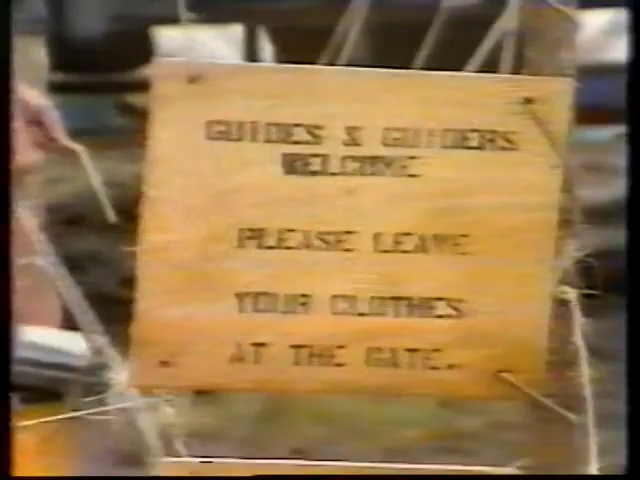 GUIDES & GUIDERS
WELCOME
PLEASE LEAVE
YOUR CLOTHES
AT THE GATE.